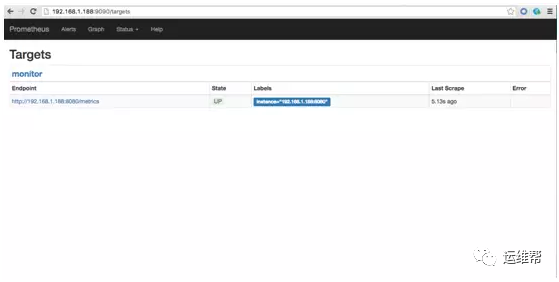 192.168.1.188:9090/targets
Prometheus Alerts Graph Status Help
Targets
monitor
Endpoint State Labels Last Scrape Error
http://192.168.1.188:8080/metrics UP instance="192.168.1.188:8080" 5.13s ago
运维帮